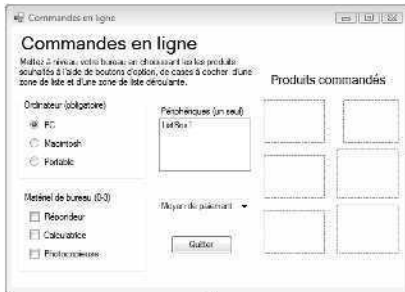 Commandes en ligne
Commandes en ligne
Mettez à niveau votre bureau en choisissant les les produits
souhaités à l'aide de boutons d'option, de cases à cocher d'une
zone de liste et d'une zone de liste déroulante.
Produits commandés
Ordinateur (obligatoire)
PC
Macintosh
Portable
Périphériques (un seul)
ListBox1
Matériel de bureau (0-3)
Répondeur
Calculatrice
Photocopieuse
Moyen de paiement
Quitter